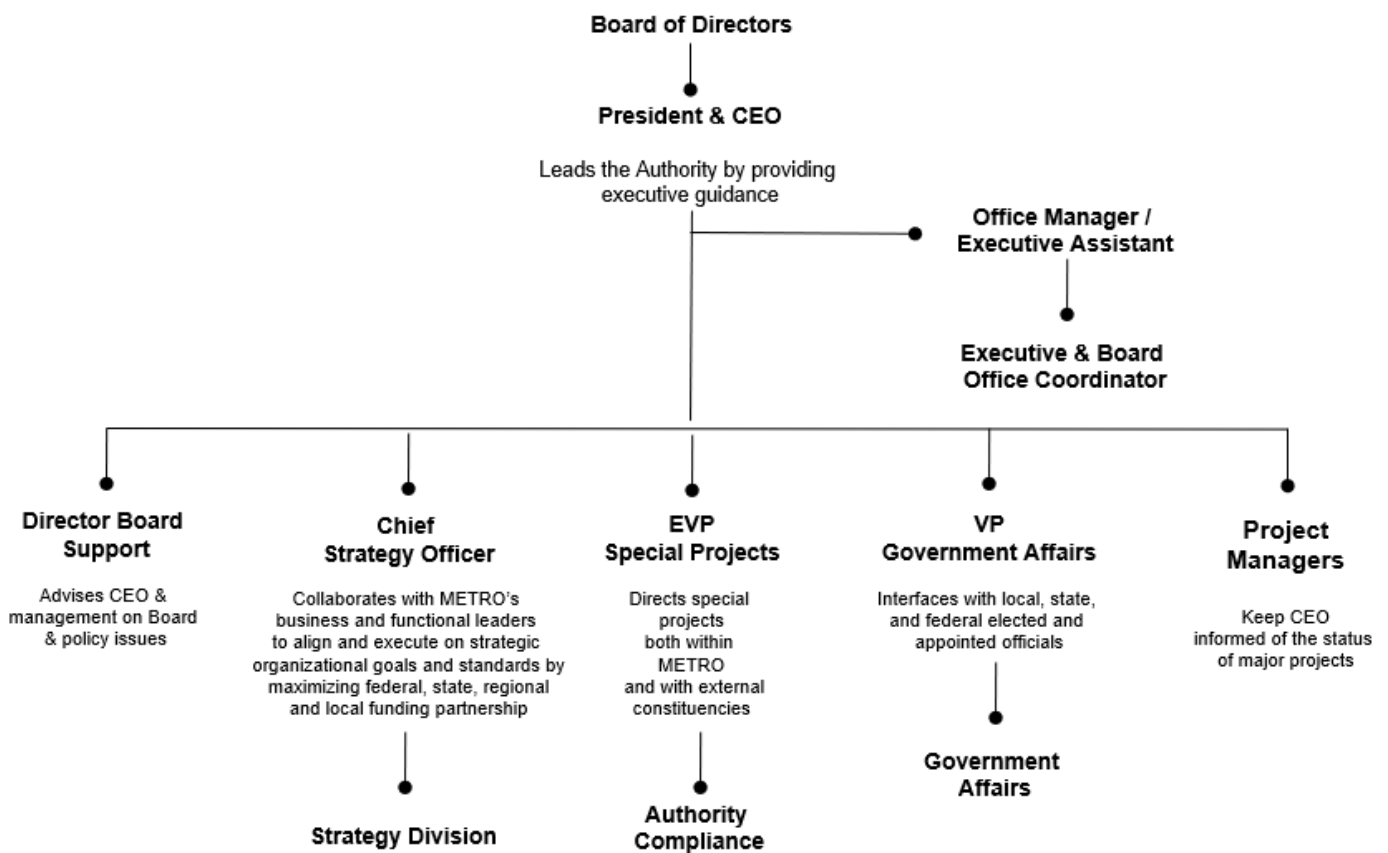 Board of Directors
President & CEO
Leads the Authority by providing
executive guidance
Office Manager /
Executive Assistant
Executive & Board
Office Coordinator
Director Board
Support
Advises CEO &
management on Board
& policy issues
Chief
Strategy Officer
Collaborates with METRO's
business and functional leaders
to align and execute on strategic
organizational goals and standards by
maximizing federal, state, regional
and local funding partnership
Strategy Division
EVP
Special Projects
Directs special
projects
both within
METRO
and with external
constituencies
Authority
Compliance
VP
Government Affairs
Interfaces with local, state,
and federal elected and
appointed officials
Government
Affairs
Project
Managers
Keep CEO
informed of the status
of major projects